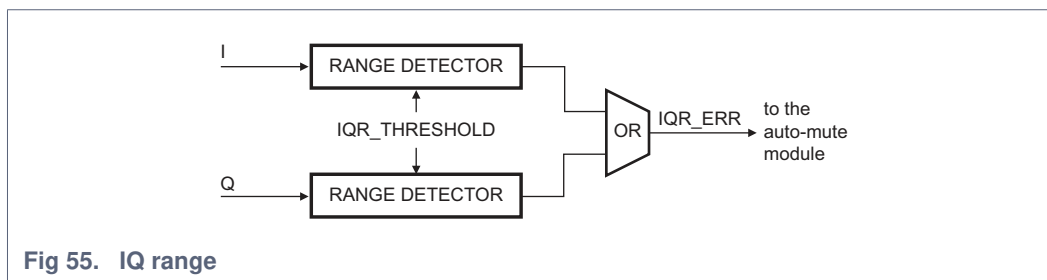 I
RANGE DETECTOR
IQR_THRESHOLD
Q
RANGE DETECTOR
OR
IQR_ERR
to the
auto-mute
module
Fig 55. IQ range